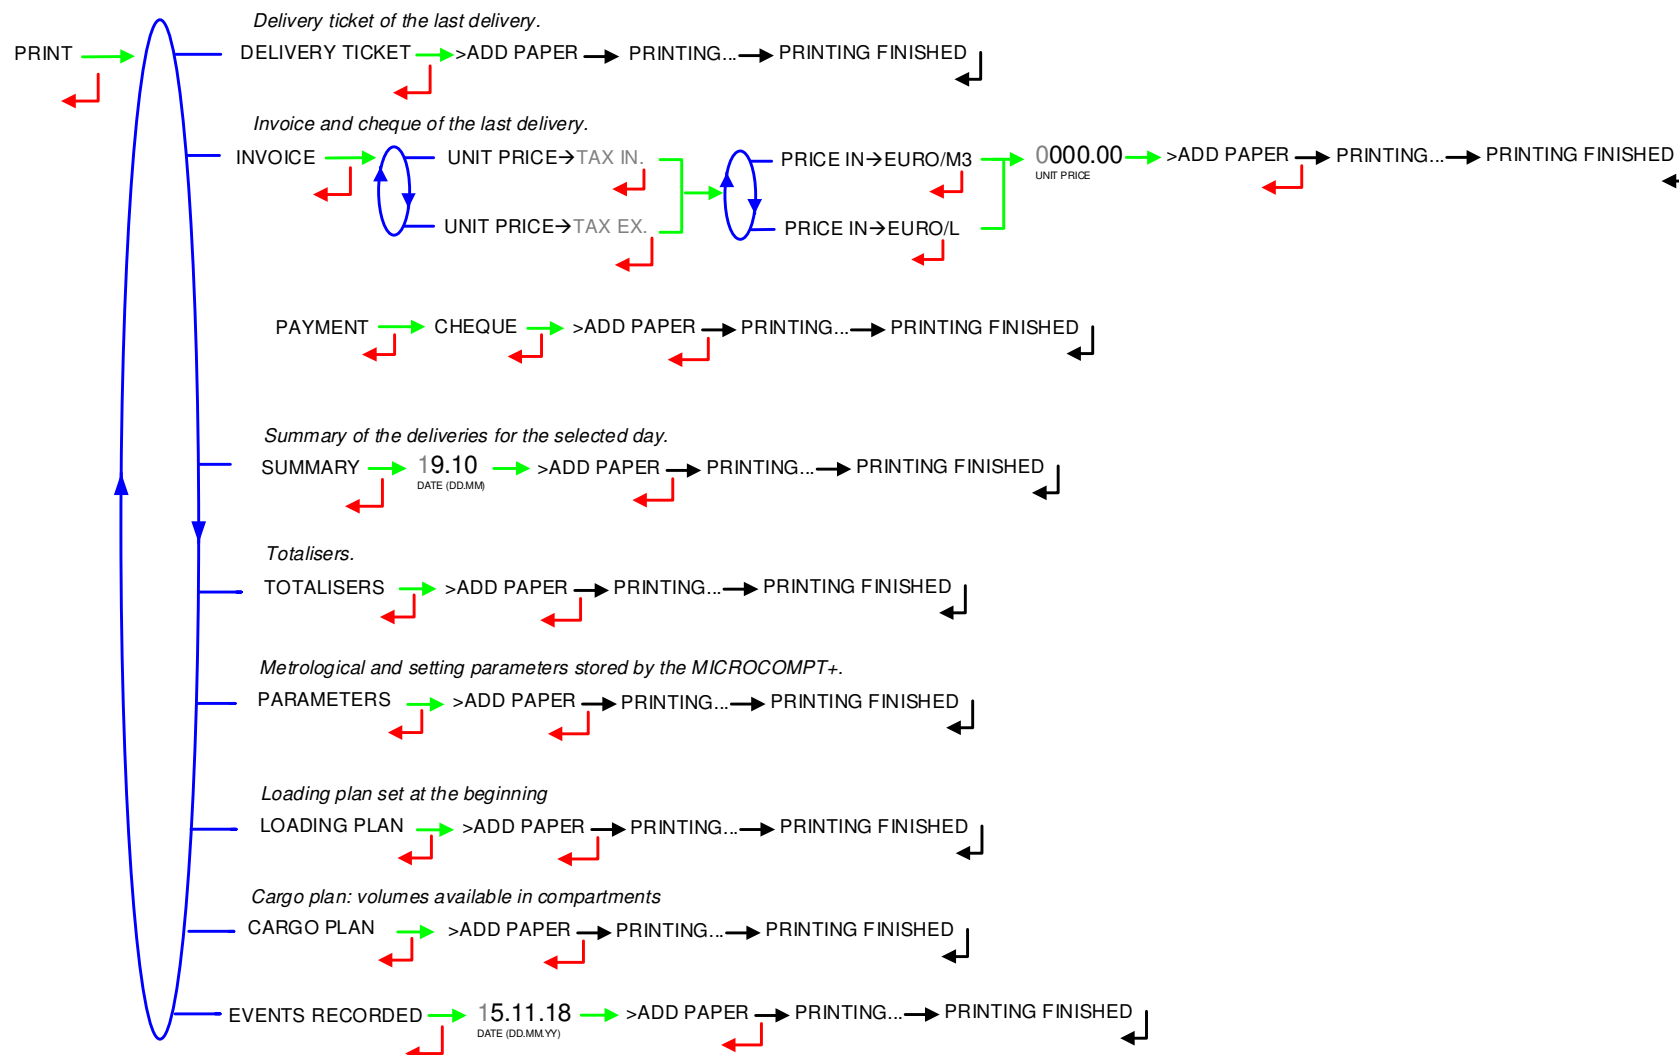 Delivery ticket of the last delivery.
PRINT DELIVERY TICKET >ADD PAPER PRINTING... PRINTING FINISHED
Invoice and cheque of the last delivery.
INVOICE UNIT PRICE→TAX IN. PRICE IN→EURO/M3 0000.00 >ADD PAPER PRINTING... PRINTING FINISHED
UNIT PRICE
UNIT PRICE→TAX EX. PRICE IN→EURO/L
PAYMENT CHEQUE >ADD PAPER PRINTING... PRINTING FINISHED
Summary of the deliveries for the selected day.
SUMMARY 19.10 >ADD PAPER PRINTING... PRINTING FINISHED
DATE (DD.MM)
Totalisers.
TOTALISERS >ADD PAPER PRINTING... PRINTING FINISHED
Metrological and setting parameters stored by the MICROCOMPT+.
PARAMETERS >ADD PAPER PRINTING... PRINTING FINISHED
Loading plan set at the beginning
LOADING PLAN >ADD PAPER PRINTING... PRINTING FINISHED
Cargo plan: volumes available in compartments
CARGO PLAN >ADD PAPER PRINTING... PRINTING FINISHED
EVENTS RECORDED 15.11.18 >ADD PAPER PRINTING... PRINTING FINISHED
DATE (DD.MM.YY)